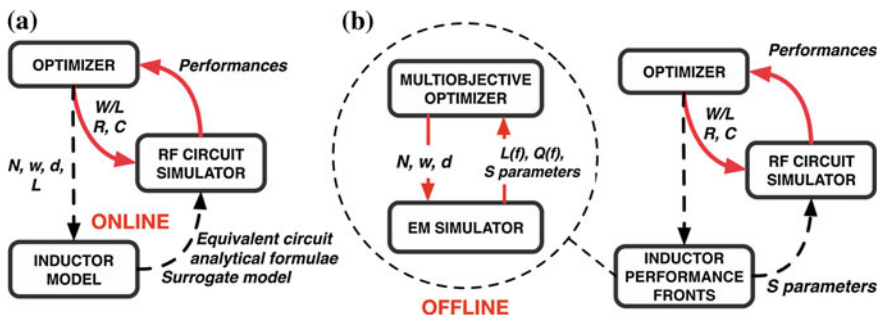 (a)
OPTIMIZER
Performances
W/L
R, C
N, w, d,
L
RF CIRCUIT
SIMULATOR
ONLINE
INDUCTOR
MODEL
Equivalent circuit
analytical formulae
Surrogate model
(b)
MULTIOBJECTIVE
OPTIMIZER
N, w, d
L(f), Q(f),
S parameters
EM SIMULATOR
OFFLINE
OPTIMIZER
Performances
W/L
R, C
RF CIRCUIT
SIMULATOR
INDUCTOR
PERFORMANCE
FRONTS
S parameters